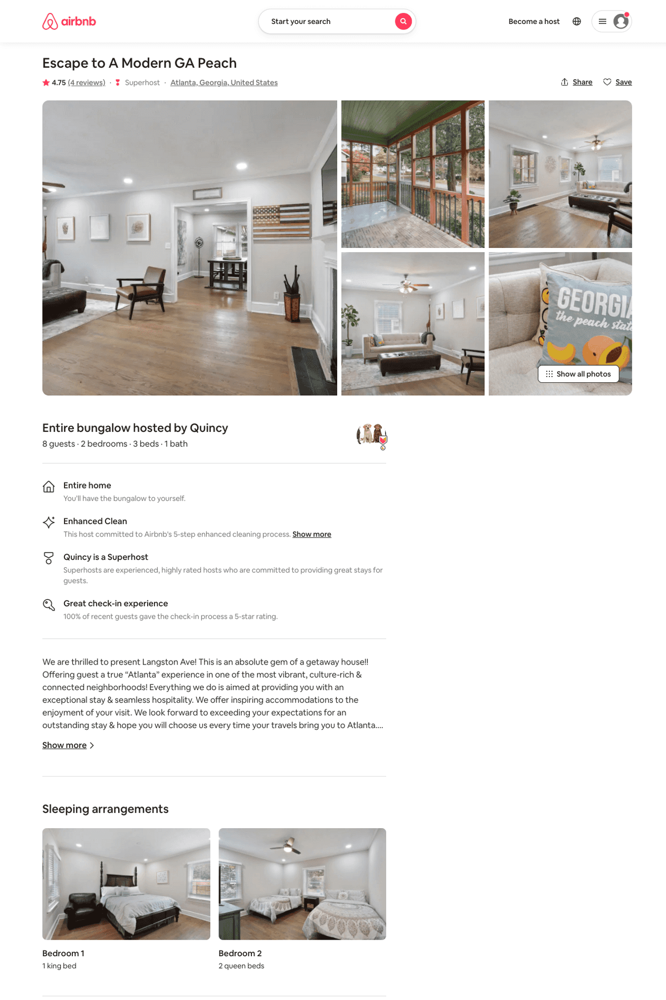 airbnb
Start your search
Become a host
Escape to A Modern GA Peach
4.75 (4 reviews) · Superhost · Atlanta, Georgia, United States
Share
Save
GEORGIA
the peach state
Show all photos
Entire bungalow hosted by Quincy
8 guests · 2 bedrooms · 3 beds · 1 bath
Entire home
You'll have the bungalow to yourself.
Enhanced Clean
This host committed to Airbnb's 5-step enhanced cleaning process. Show more
Quincy is a Superhost
Superhosts are experienced, highly rated hosts who are committed to providing great stays for
guests.
Great check-in experience
100% of recent guests gave the check-in process a 5-star rating.
We are thrilled to present Langston Ave! This is an absolute gem of a getaway house!!
Offering guest a true “Atlanta” experience in one of the most vibrant, culture-rich &
connected neighborhoods! Everything we do is aimed at providing you with an
exceptional stay & seamless hospitality. We offer inspiring accommodations to the
enjoyment of your visit. We look forward to exceeding your expectations for an
outstanding stay & hope you will choose us every time your travels bring you to Atlanta....
Show more
Sleeping arrangements
Bedroom 1
1 king bed
Bedroom 2
2 queen beds